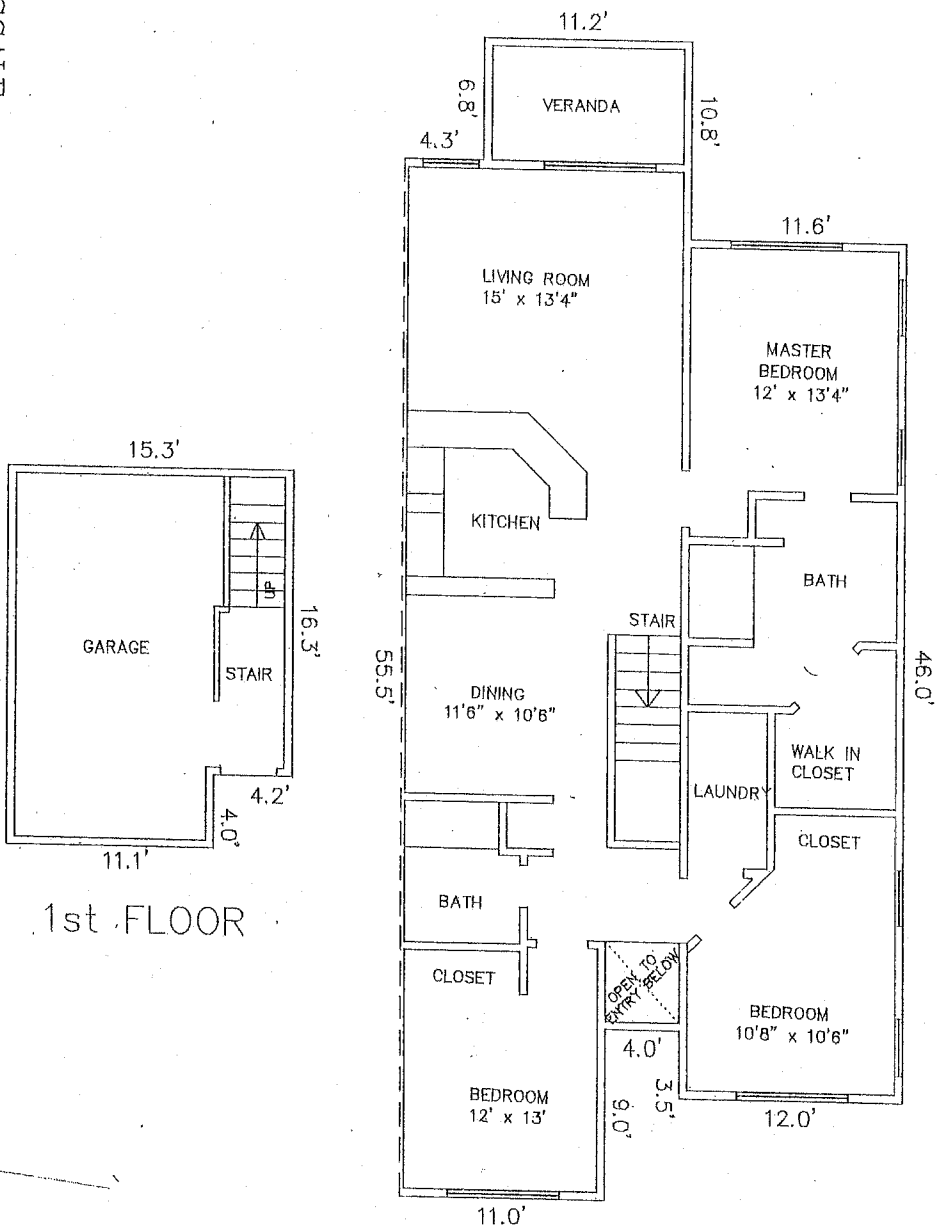 11.2'
6.8'
VERANDA
10.8'
4.3'
11.6'
LIVING ROOM
15' x 13'4"
MASTER
BEDROOM
12' x 13'4"
15.3'
KITCHEN
BATH
UP
16.3'
STAIR
GARAGE
STAIR
55.5'
46.0'
DINING
11'6" x 10'6"
WALK IN
CLOSET
LAUNDRY
4.2'
4.0'
CLOSET
11.1'
1st FLOOR
BATH
CLOSET
OPEN TO
ENTRY BELOW
BEDROOM
10'8" x 10'6"
4.0'
3.5'
9.0'
BEDROOM
12' x 13'
12.0'
11.0'